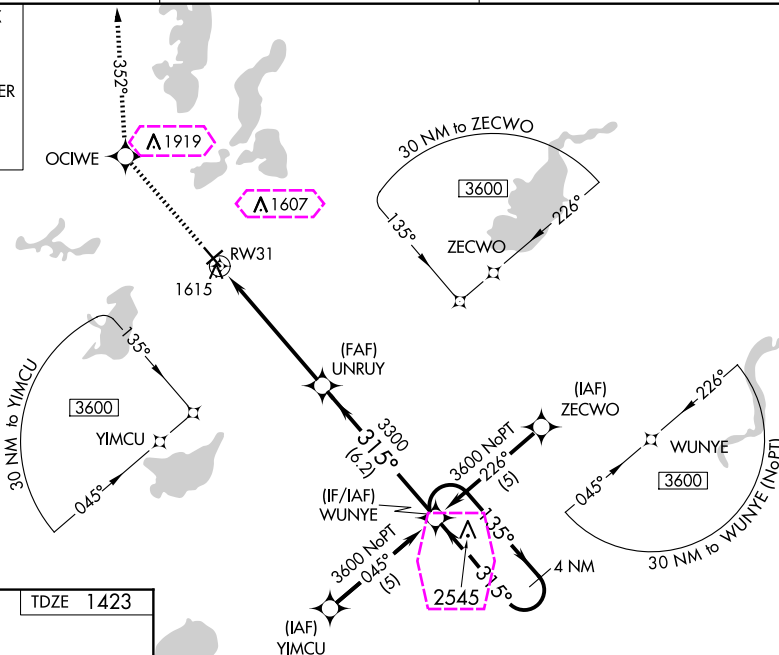 ER
352°
OCIWE
1919
1607
RW31
1615
30 NM to ZECWO
3600
135°
226°
ZECWO
(FAF)
UNRUY
30 NM to YIMCU
135°
3600
YIMCU
045°
3300
315°
(6.2)
(IAF)
ZECWO
3600 NoPT
226°
(5)
(IF/IAF)
WUNYE
135°
315°
4 NM
2545
3600 NoPT
045°
(5)
(IAF)
YIMCU
226°
WUNYE
3600
045°
30 NM to WUNYE (NoPT)
TDZE 1423